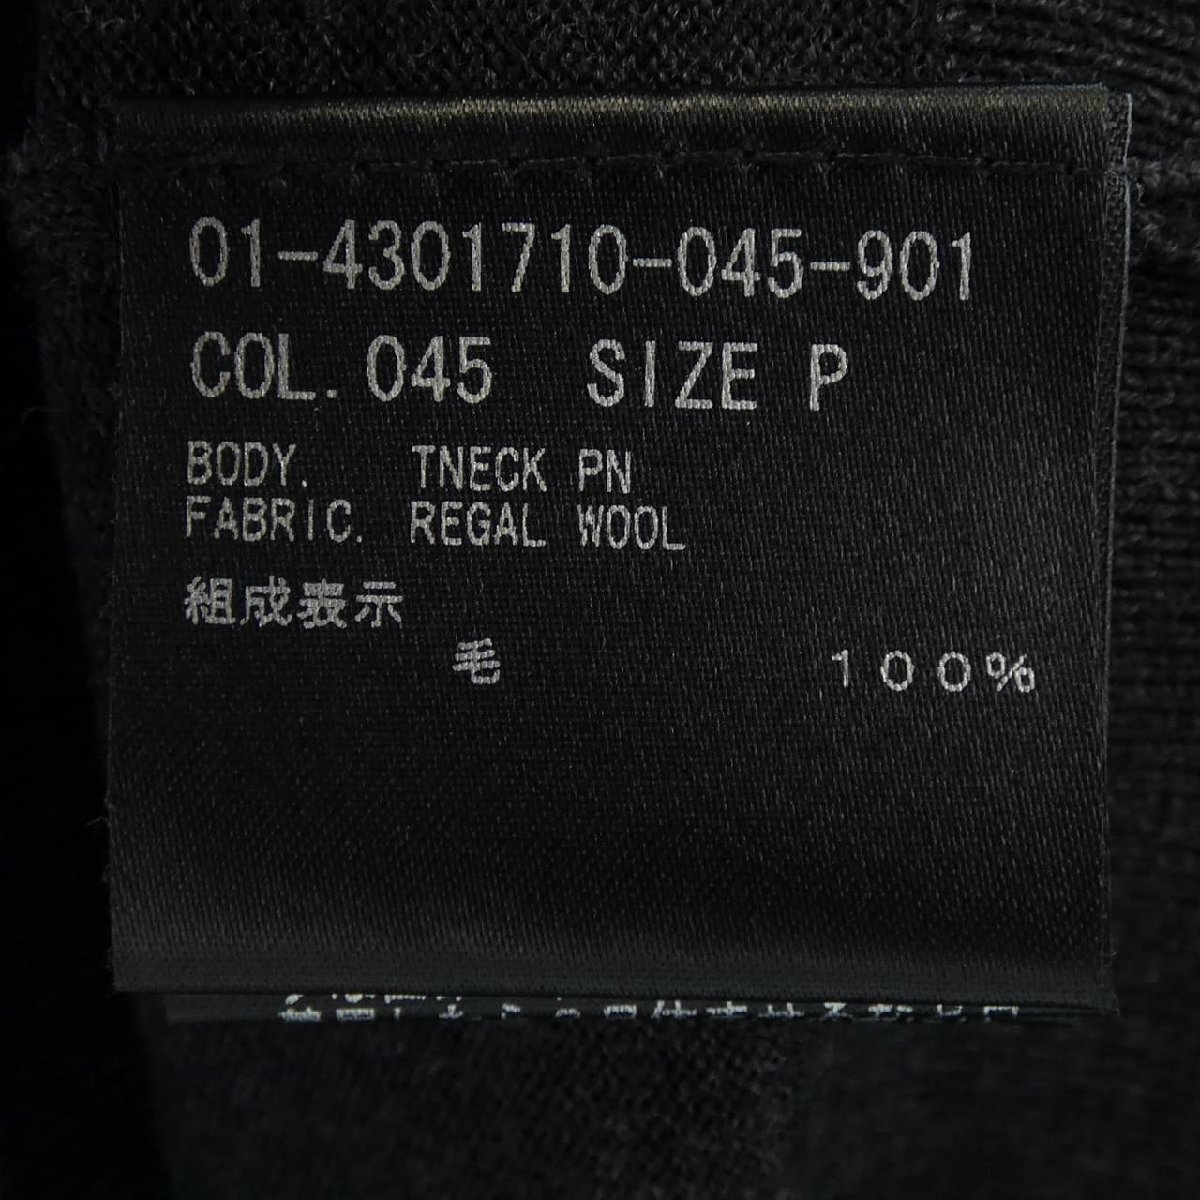 01-4301710-045-901
COL. 045 SIZE P
BODY. TNECK PN
FABRIC. REGAL WOOL
組成表示
毛 100%